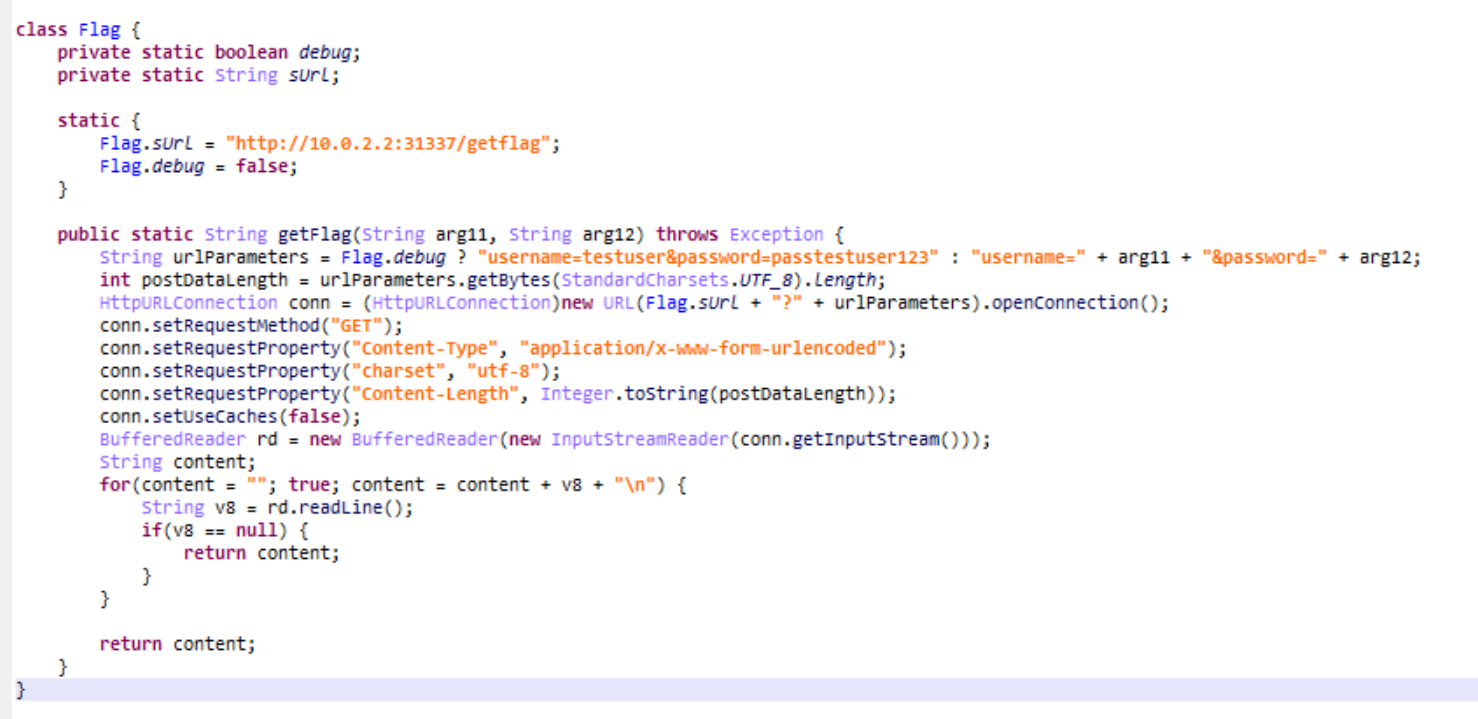 class Flag {
    private static boolean debug;
    private static String sUrl;

    static {
        Flag.sUrl = "http://10.0.2.2:31337/getflag";
        Flag.debug = false;
    }

    public static String getFlag(String arg11, String arg12) throws Exception {
        String urlParameters = Flag.debug ? "username=testuser&password=passtestuser123" : "username=" + arg11 + "&password=" + arg12;
        int postDataLength = urlParameters.getBytes(StandardCharsets.UTF_8).length;
        HttpURLConnection conn = (HttpURLConnection)new URL(Flag.sUrl + "?" + urlParameters).openConnection();
        conn.setRequestMethod("GET");
        conn.setRequestProperty("Content-Type", "application/x-www-form-urlencoded");
        conn.setRequestProperty("charset", "utf-8");
        conn.setRequestProperty("Content-Length", Integer.toString(postDataLength));
        conn.setUseCaches(false);
        BufferedReader rd = new BufferedReader(new InputStreamReader(conn.getInputStream()));
        String content;
        for(content = ""; true; content = content + v8 + "\n") {
            String v8 = rd.readLine();
            if(v8 == null) {
                return content;
            }
        }

        return content;
    }
}